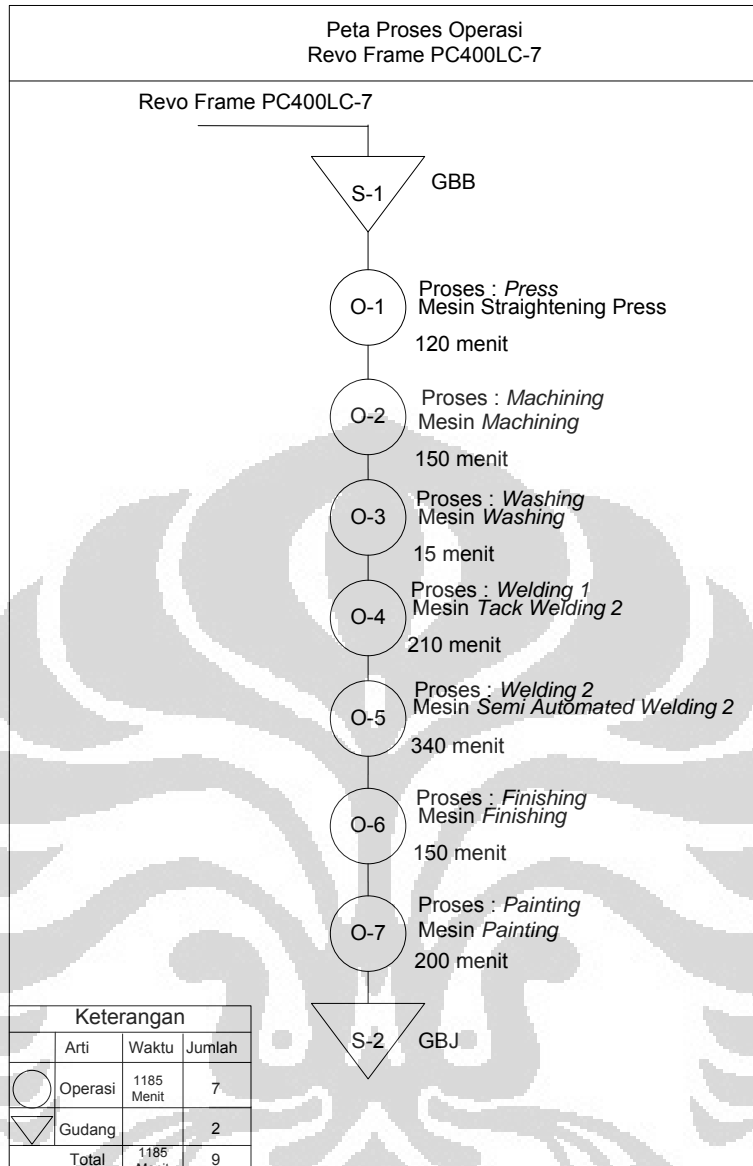 Peta Proses Operasi
Revo Frame PC400LC-7
Revo Frame PC400LC-7
S-1
GBB
O-1
Proses : Press
Mesin Straightening Press
120 menit
O-2
Proses : Machining
Mesin Machining
150 menit
O-3
Proses : Washing
Mesin Washing
15 menit
O-4
Proses : Welding 1
Mesin Tack Welding 2
210 menit
O-5
Proses : Welding 2
Mesin Semi Automated Welding 2
340 menit
O-6
Proses : Finishing
Mesin Finishing
150 menit
O-7
Proses : Painting
Mesin Painting
200 menit
S-2
GBJ
Keterangan
Arti Waktu Jumlah
Operasi 1185 Menit 7
Gudang 2
Total 1185 Menit 9